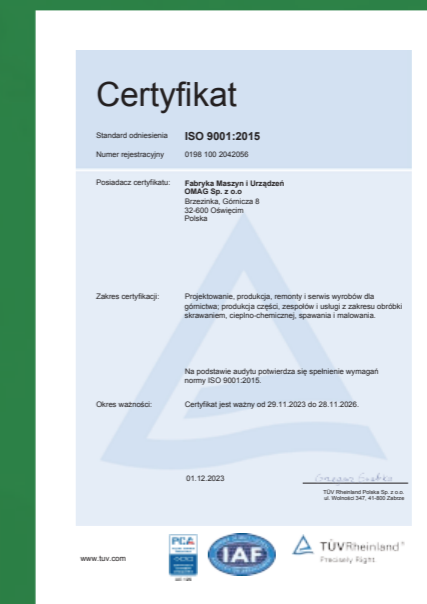 Certyfikat
Standard odniesienia ISO 9001:2015
Numer rejestracyjny 0198 100 2042056
Posiadacz certyfikatu: Fabryka Maszyn i Urządzeń
OMAG Sp. z o.o
Brzezinka, Górnicza 8
32-600 Oświęcim
Polska
Zakres certyfikacji: Projektowanie, produkcja, remonty i serwis wyrobów dla
górnictwa; produkcja części, zespołów i usługi z zakresu obróbki
skrawaniem, cieplno-chemicznej, spawania i malowania.
Na podstawie audytu potwierdza się spełnienie wymagań
normy ISO 9001:2015.
Okres ważności: Certyfikat jest ważny od 29.11.2023 do 28.11.2026.
01.12.2023
TÜV Rheinland Polska Sp. z o.o.
ul. Wolności 347, 41-800 Zabrze
www.tuv.com
PCA
IAF
TÜVRheinland®
Precisely Right.